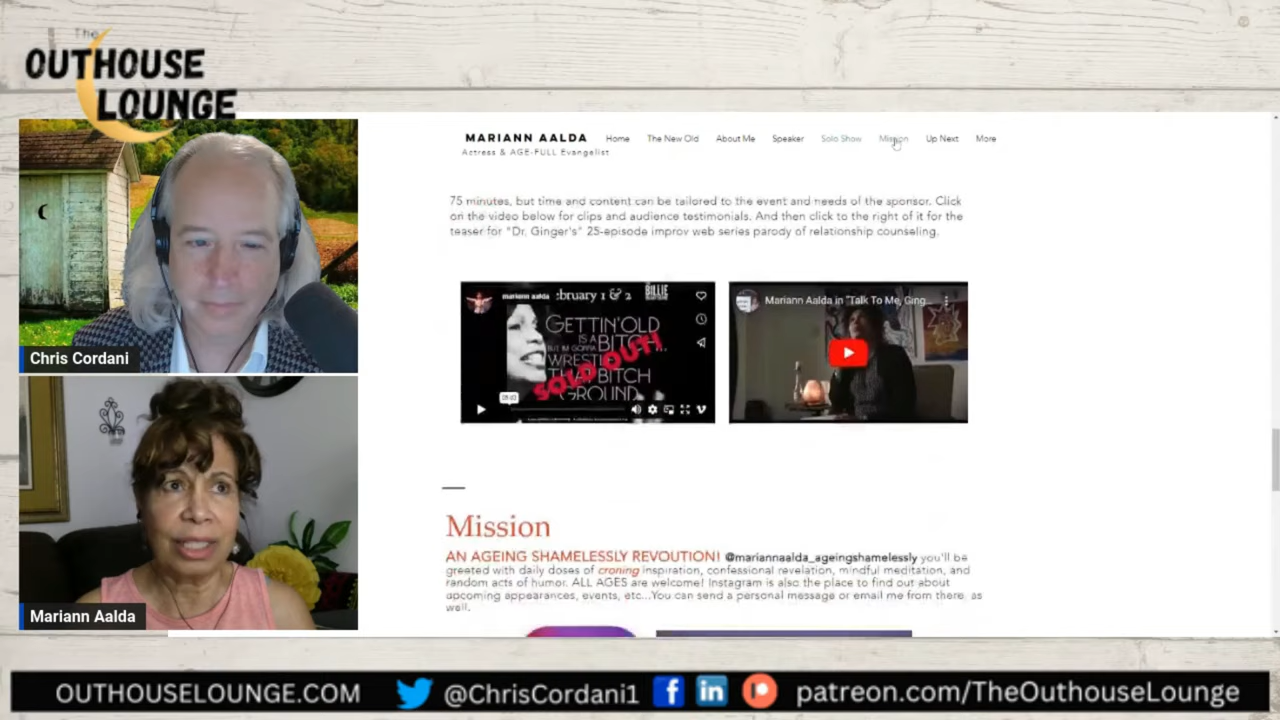 The
OUTHOUSE
LOUNGE
MARIANN AALDA
Actress & AGE-FULL Evangelist
Home The New Old About Me Speaker Solo Show Mission Up Next More
75 minutes, but time and content can be tailored to the event and needs of the sponsor. Click
on the video below for clips and audience testimonials. And then click to the right of it for the
teaser for "Dr. Ginger's" 25-episode improv web series parody of relationship counseling.
mariann aalda
:bruary 1 & 2
BILLIE
GETTIN' OLD
IS A BITCH...
BUT I'M GONNA
WRESTLE
THAT BITCH
GROUND
SOLD OUT!
Mariann Aalda in "Talk To Me, Ging...
Chris Cordani
Mission
AN AGEING SHAMELESSLY REVOUTION! @mariannaalda_ageingshamelessly you'll be
greeted with daily doses of croning inspiration, confessional revelation, mindful meditation, and
random acts of humor. ALL AGES are welcome! Instagram is also the place to find out about
upcoming appearances, events, etc...You can send a personal message or email me from there, as
well.
Mariann Aalda
OUTHOUSELOUNGE.COM @ChrisCordani1 patreon.com/TheOuthouseLounge